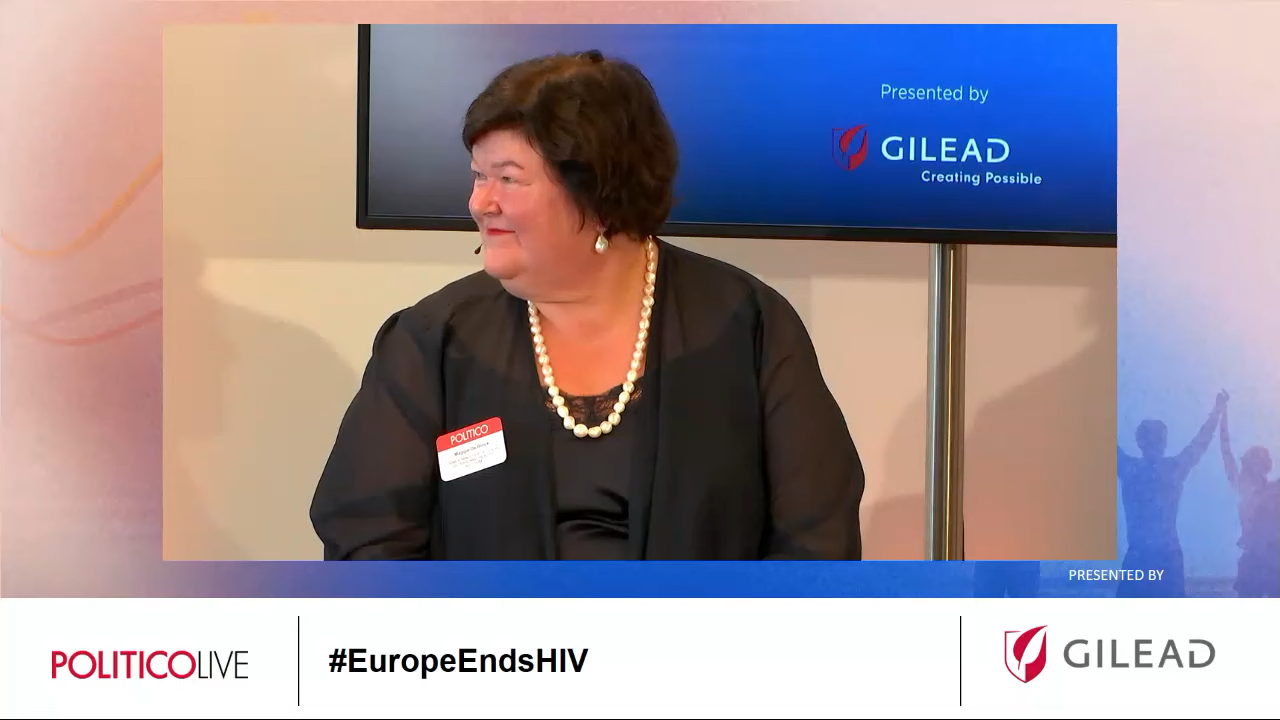 Presented by
GILEAD
Creating Possible
POLITICO
PRESENTED BY
POLITICOLIVE
#EuropeEndsHIV
GILEAD